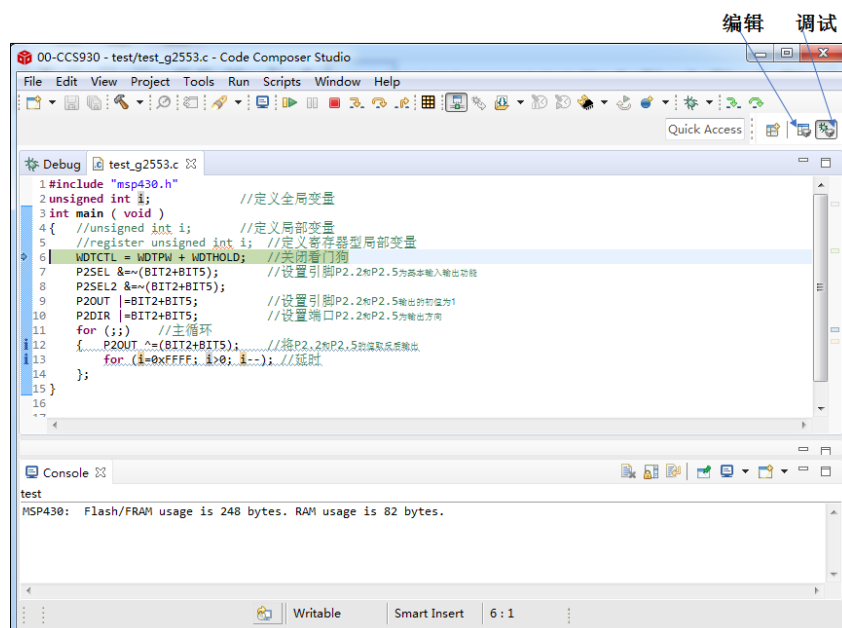 编辑 调试
00-CCS930 - test/test_g2553.c - Code Composer Studio
File Edit View Project Tools Run Scripts Window Help
Quick Access
Debug test_g2553.c
1 #include "msp430.h"
2 unsigned int i; //定义全局变量
3 int main ( void )
4 { //unsigned int i; //定义局部变量
5 //register unsigned int i; //定义寄存器型局部变量
6 WDTCTL = WDTPW + WDTHOLD; //关闭看门狗
7 P2SEL &=~(BIT2+BIT5); //设置引脚P2.2和P2.5为基本输入输出功能
8 P2SEL2 &=~(BIT2+BIT5);
9 P2OUT |=BIT2+BIT5; //设置引脚P2.2和P2.5输出的初值为1
10 P2DIR |=BIT2+BIT5; //设置端口P2.2和P2.5为输出方向
11 for (;;) //主循环
12 { P2OUT ^=(BIT2+BIT5); //将P2.2和P2.5的值取反后输出
13 for (i=0xFFFF; i>0; i--); //延时
14 };
15 }
16
17
Console
test
MSP430: Flash/FRAM usage is 248 bytes. RAM usage is 82 bytes.
Writable Smart Insert 6 : 1